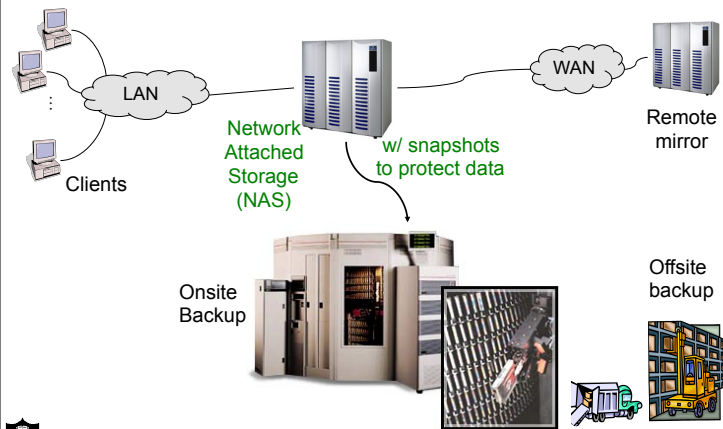 LAN
WAN
Clients
Network
Attached
Storage
(NAS)
w/ snapshots
to protect data
Remote
mirror
Onsite
Backup
Offsite
backup